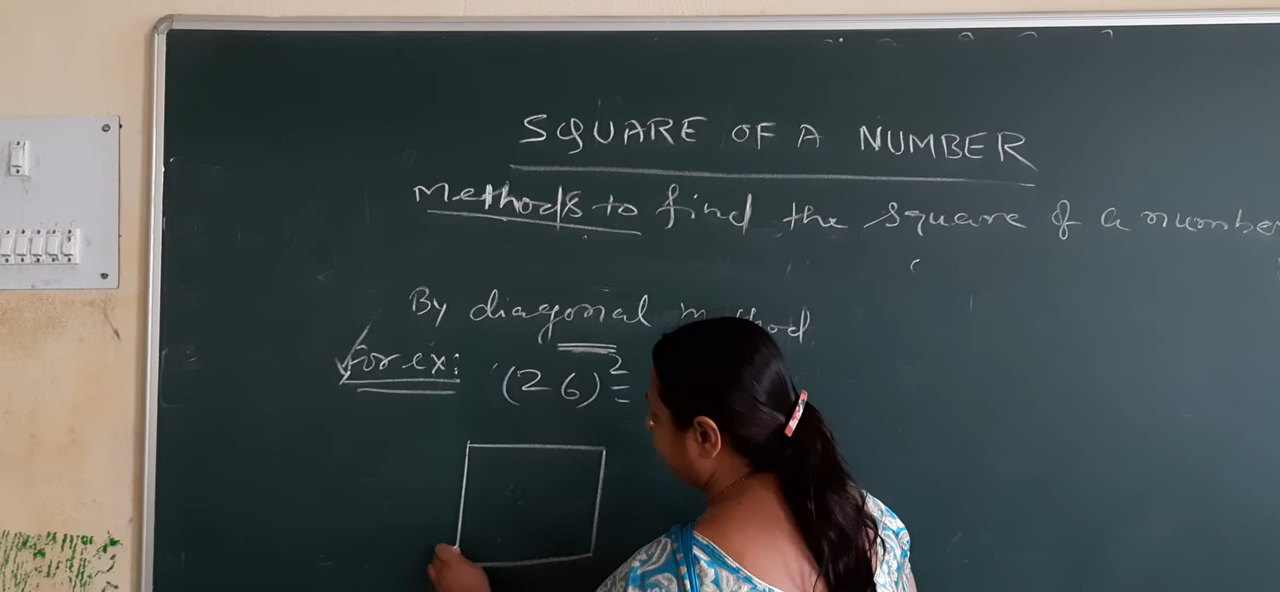 SQUARE OF A NUMBER
Methods to find the square of a number
By diagonal method
For ex: (26)² =